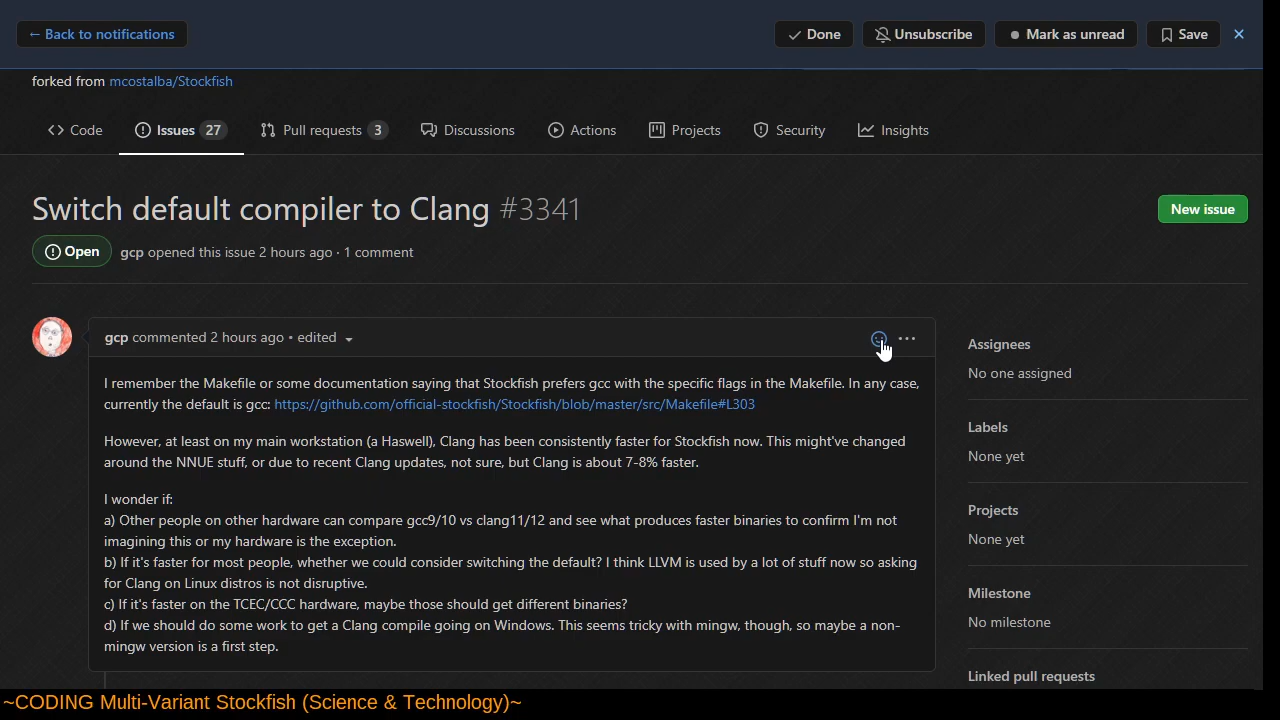 ← Back to notifications
Done
Unsubscribe
Mark as unread
Save
forked from mcostalba/Stockfish
Code
Issues 27
Pull requests 3
Discussions
Actions
Projects
Security
Insights
Switch default compiler to Clang #3341
New issue
Open
gcp opened this issue 2 hours ago · 1 comment
gcp commented 2 hours ago • edited
I remember the Makefile or some documentation saying that Stockfish prefers gcc with the specific flags in the Makefile. In any case,
currently the default is gcc: https://github.com/official-stockfish/Stockfish/blob/master/src/Makefile#L303
However, at least on my main workstation (a Haswell), Clang has been consistently faster for Stockfish now. This might've changed
around the NNUE stuff, or due to recent Clang updates, not sure, but Clang is about 7-8% faster.
I wonder if:
a) Other people on other hardware can compare gcc9/10 vs clang11/12 and see what produces faster binaries to confirm I'm not
imagining this or my hardware is the exception.
b) If it's faster for most people, whether we could consider switching the default? I think LLVM is used by a lot of stuff now so asking
for Clang on Linux distros is not disruptive.
c) If it's faster on the TCEC/CCC hardware, maybe those should get different binaries?
d) If we should do some work to get a Clang compile going on Windows. This seems tricky with mingw, though, so maybe a non-
mingw version is a first step.
Assignees
No one assigned
Labels
None yet
Projects
None yet
Milestone
No milestone
Linked pull requests
~CODING Multi-Variant Stockfish (Science & Technology)~